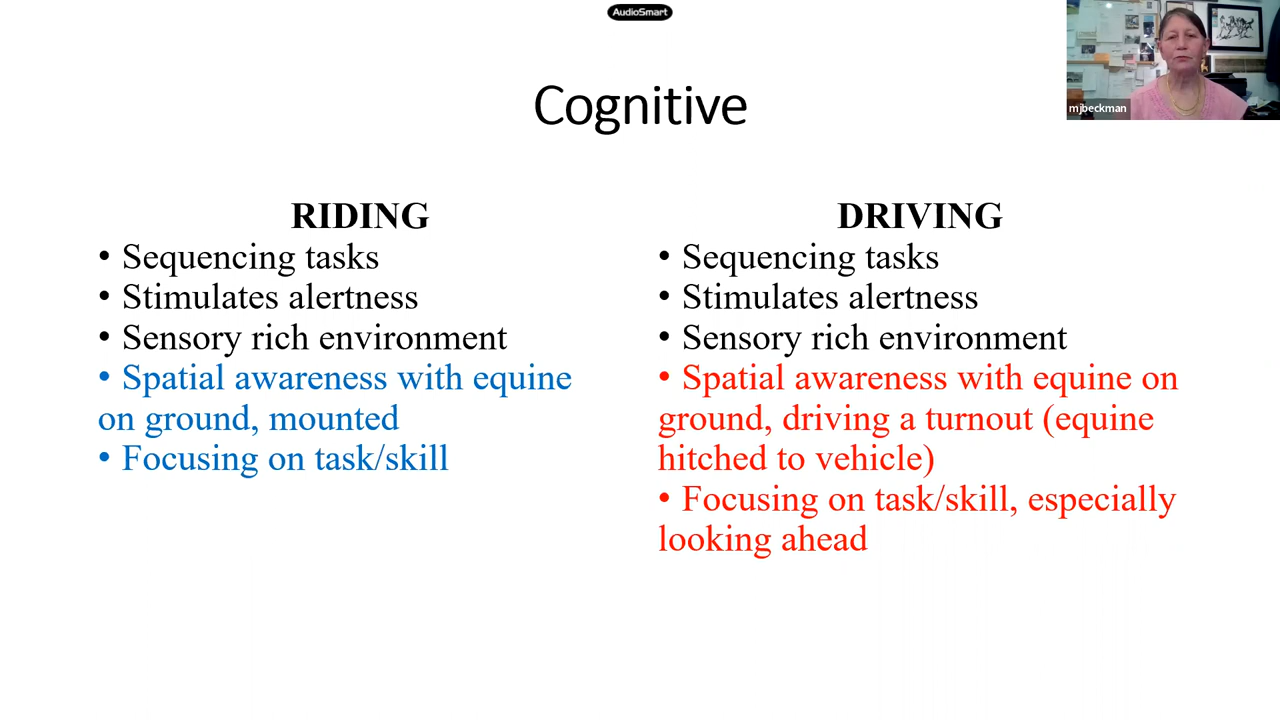 AudioSmart
mjbeckman
Cognitive
RIDING
• Sequencing tasks
• Stimulates alertness
• Sensory rich environment
• Spatial awareness with equine
on ground, mounted
• Focusing on task/skill
DRIVING
• Sequencing tasks
• Stimulates alertness
• Sensory rich environment
• Spatial awareness with equine on
ground, driving a turnout (equine
hitched to vehicle)
• Focusing on task/skill, especially
looking ahead